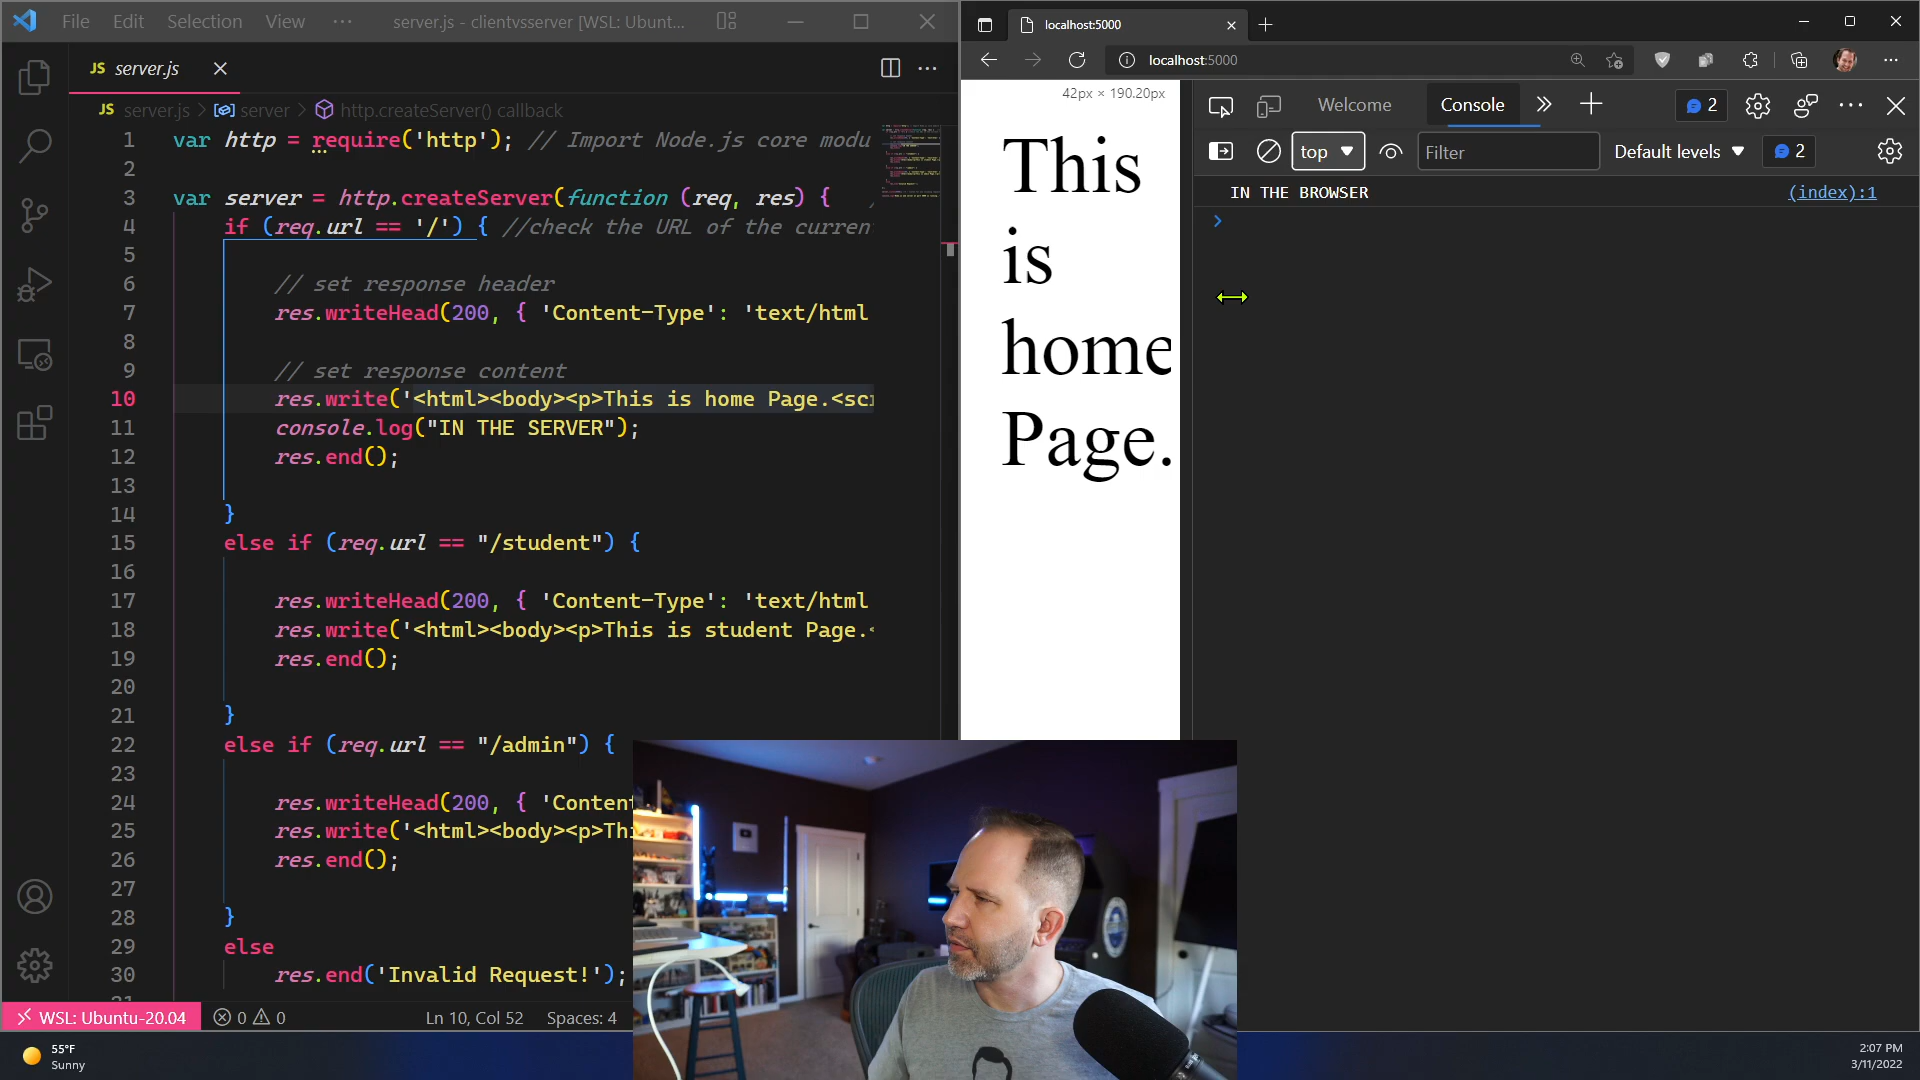 File Edit Selection View ··· server.js - clientvsserver [WSL: Ubunt...
JS server.js
JS server.js > server > http.createServer() callback
1 var http = require('http'); // Import Node.js core modu
2
3 var server = http.createServer(function (req, res) {
4 if (req.url == '/') { //check the URL of the curren
5
6 // set response header
7 res.writeHead(200, { 'Content-Type': 'text/html
8
9 // set response content
10 res.write('<html><body><p>This is home Page.<scr
11 console.log("IN THE SERVER");
12 res.end();
13
14 }
15 else if (req.url == "/student") {
16
17 res.writeHead(200, { 'Content-Type': 'text/html
18 res.write('<html><body><p>This is student Page.<
19 res.end();
20
21 }
22 else if (req.url == "/admin") {
23
24 res.writeHead(200, { 'Content
25 res.write('<html><body><p>Thi
26 res.end();
27
28 }
29 else
30 res.end('Invalid Request!');
WSL: Ubuntu-20.04 0 0 Ln 10, Col 52 Spaces: 4
55°F
Sunny
localhost:5000
localhost:5000
42px × 190.20px
This
is
home
Page.
Welcome Console 2
top Filter Default levels 2
IN THE BROWSER (index):1
2:07 PM
3/11/2022